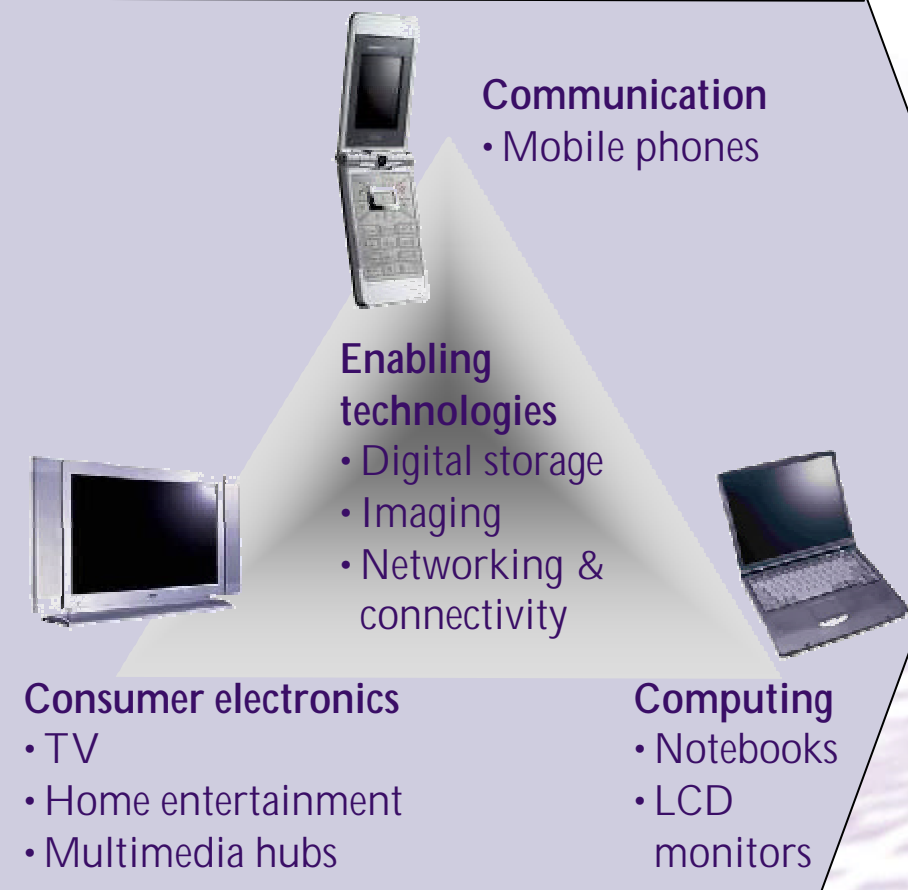 Communication
• Mobile phones
Enabling
technologies
• Digital storage
• Imaging
• Networking &
connectivity
Consumer electronics
• TV
• Home entertainment
• Multimedia hubs
Computing
• Notebooks
• LCD
monitors